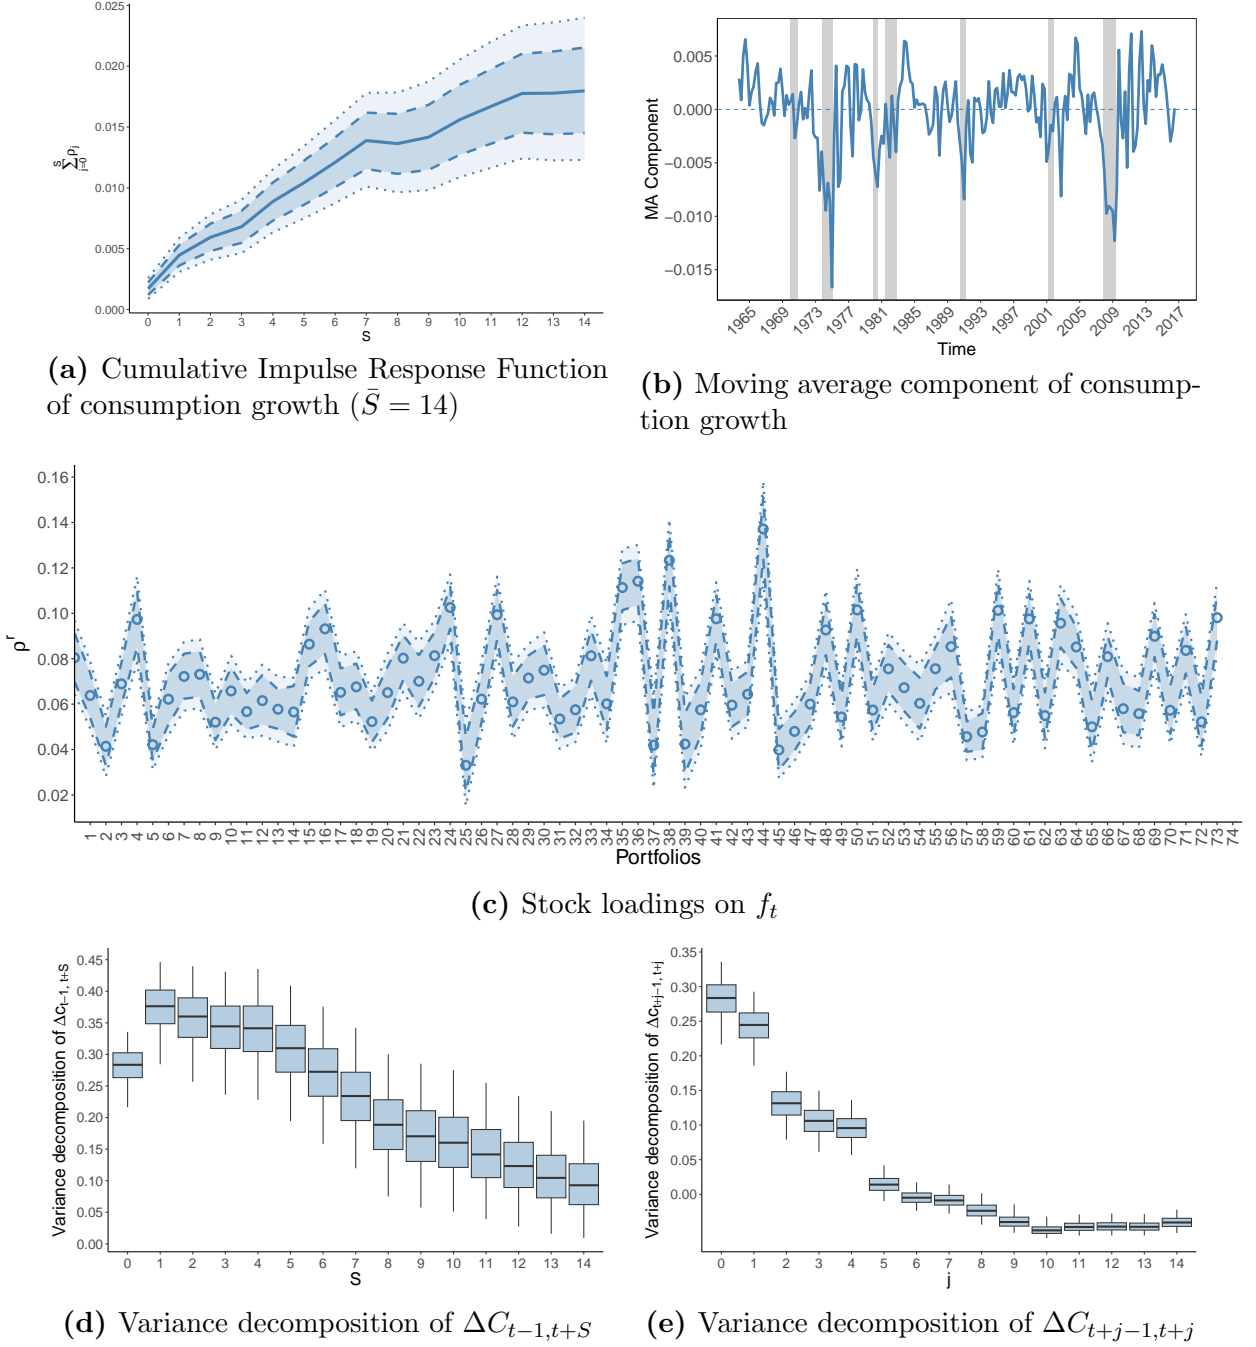 0.025
0.020
0.015
0.010
0.005
0.000
S
∑ ρj
j=0
0 1 2 3 4 5 6 7 8 9 10 11 12 13 14
S
(a) Cumulative Impulse Response Function
of consumption growth (S̄ = 14)
0.005
0.000
−0.005
−0.010
−0.015
MA Component
1965 1969 1973 1977 1981 1985 1989 1993 1997 2001 2005 2009 2013 2017
Time
(b) Moving average component of consump-
tion growth
0.16
0.14
0.12
0.10
0.08
0.06
0.04
0.02
ρʳ
1 2 3 4 5 6 7 8 9 10 11 12 13 14 15 16 17 18 19 20 21 22 23 24 25 26 27 28 29 30 31 32 33 34 35 36 37 38 39 40 41 42 43 44 45 46 47 48 49 50 51 52 53 54 55 56 57 58 59 60 61 62 63 64 65 66 67 68 69 70 71 72 73 74
Portfolios
(c) Stock loadings on fₜ
0.45
0.40
0.35
0.30
0.25
0.20
0.15
0.10
0.05
0.00
Variance decomposition of Δc t−1, t+S
0 1 2 3 4 5 6 7 8 9 10 11 12 13 14
S
(d) Variance decomposition of ΔC t−1,t+S
0.35
0.30
0.25
0.20
0.15
0.10
0.05
0.00
Variance decomposition of Δc t+j−1, t+j
0 1 2 3 4 5 6 7 8 9 10 11 12 13 14
j
(e) Variance decomposition of ΔC t+j−1,t+j